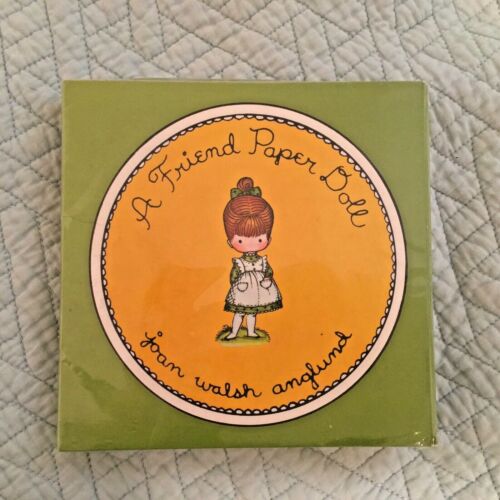 A Friend Paper Doll
joan walsh anglund